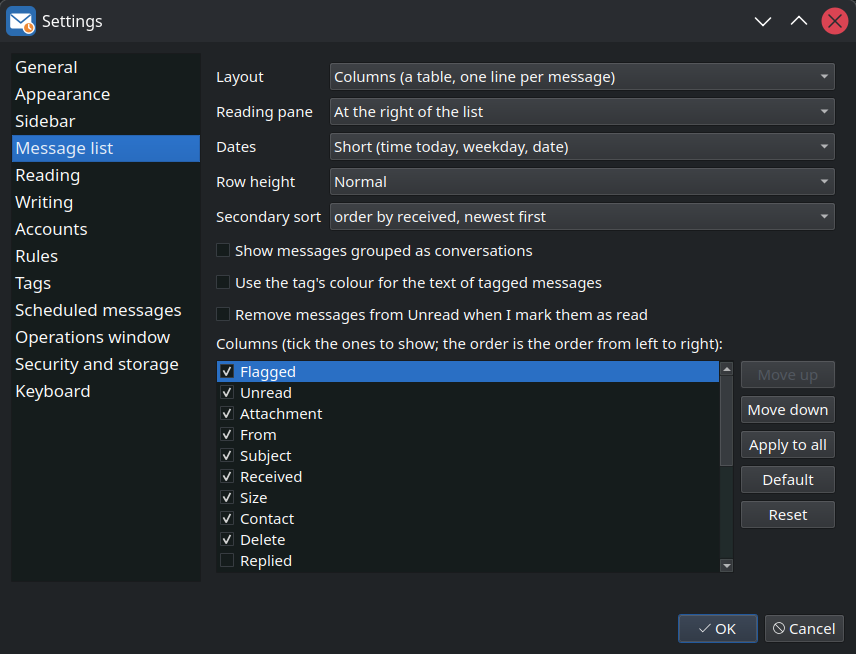 Settings
General
Appearance
Sidebar
Message list
Reading
Writing
Accounts
Rules
Tags
Scheduled messages
Operations window
Security and storage
Keyboard
Layout Columns (a table, one line per message)
Reading pane At the right of the list
Dates Short (time today, weekday, date)
Row height Normal
Secondary sort order by received, newest first
Show messages grouped as conversations
Use the tag's colour for the text of tagged messages
Remove messages from Unread when I mark them as read
Columns (tick the ones to show; the order is the order from left to right):
Flagged
Unread
Attachment
From
Subject
Received
Size
Contact
Delete
Replied
Move up
Move down
Apply to all
Default
Reset
OK Cancel